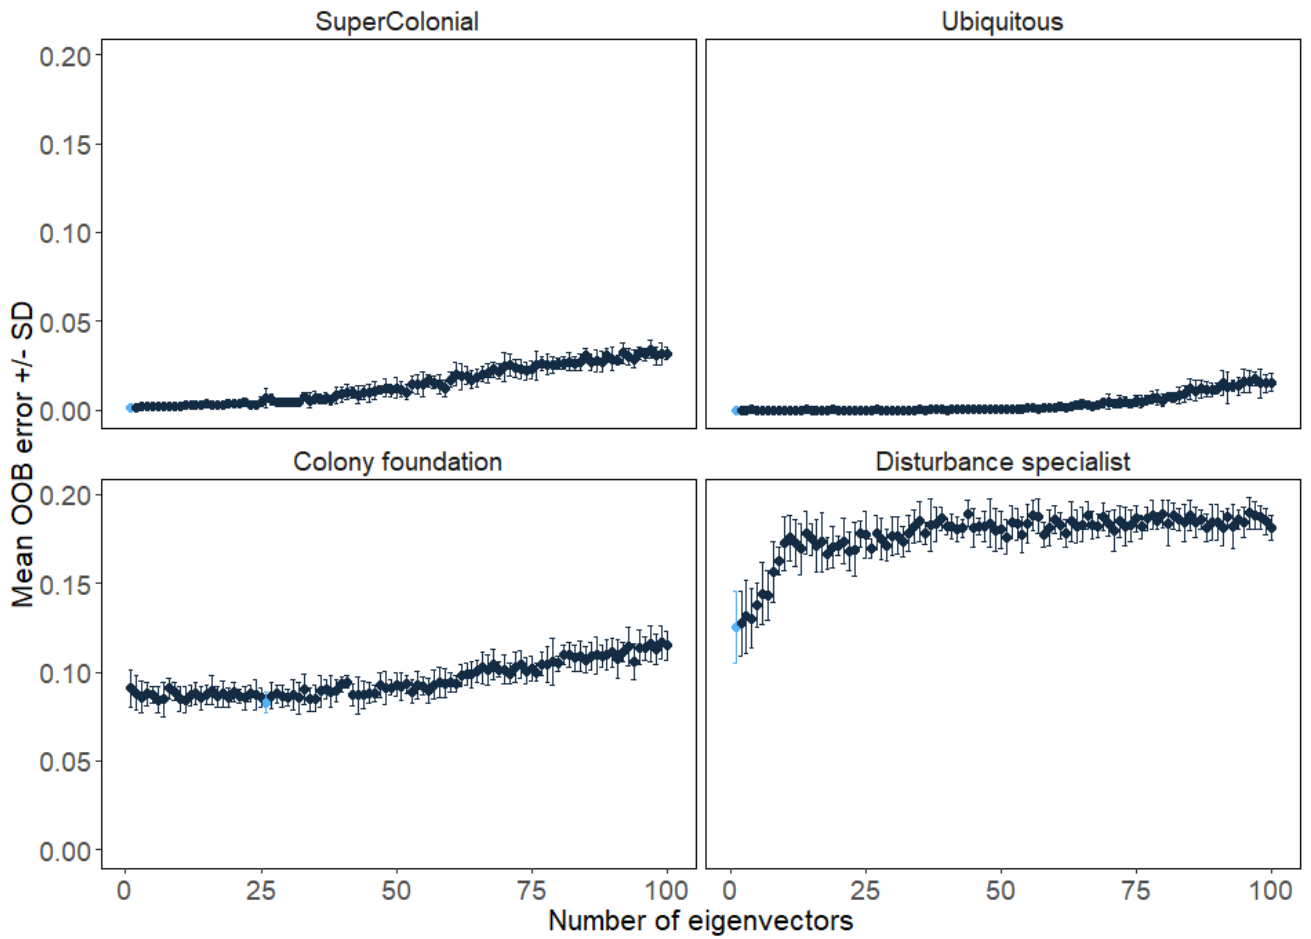 SuperColonial
Ubiquitous
0.20
0.15
0.10
0.05
0.00
Mean OOB error +/- SD
Colony foundation
Disturbance specialist
0.20
0.15
0.10
0.05
0.00
0 25 50 75 100
0 25 50 75 100
Number of eigenvectors